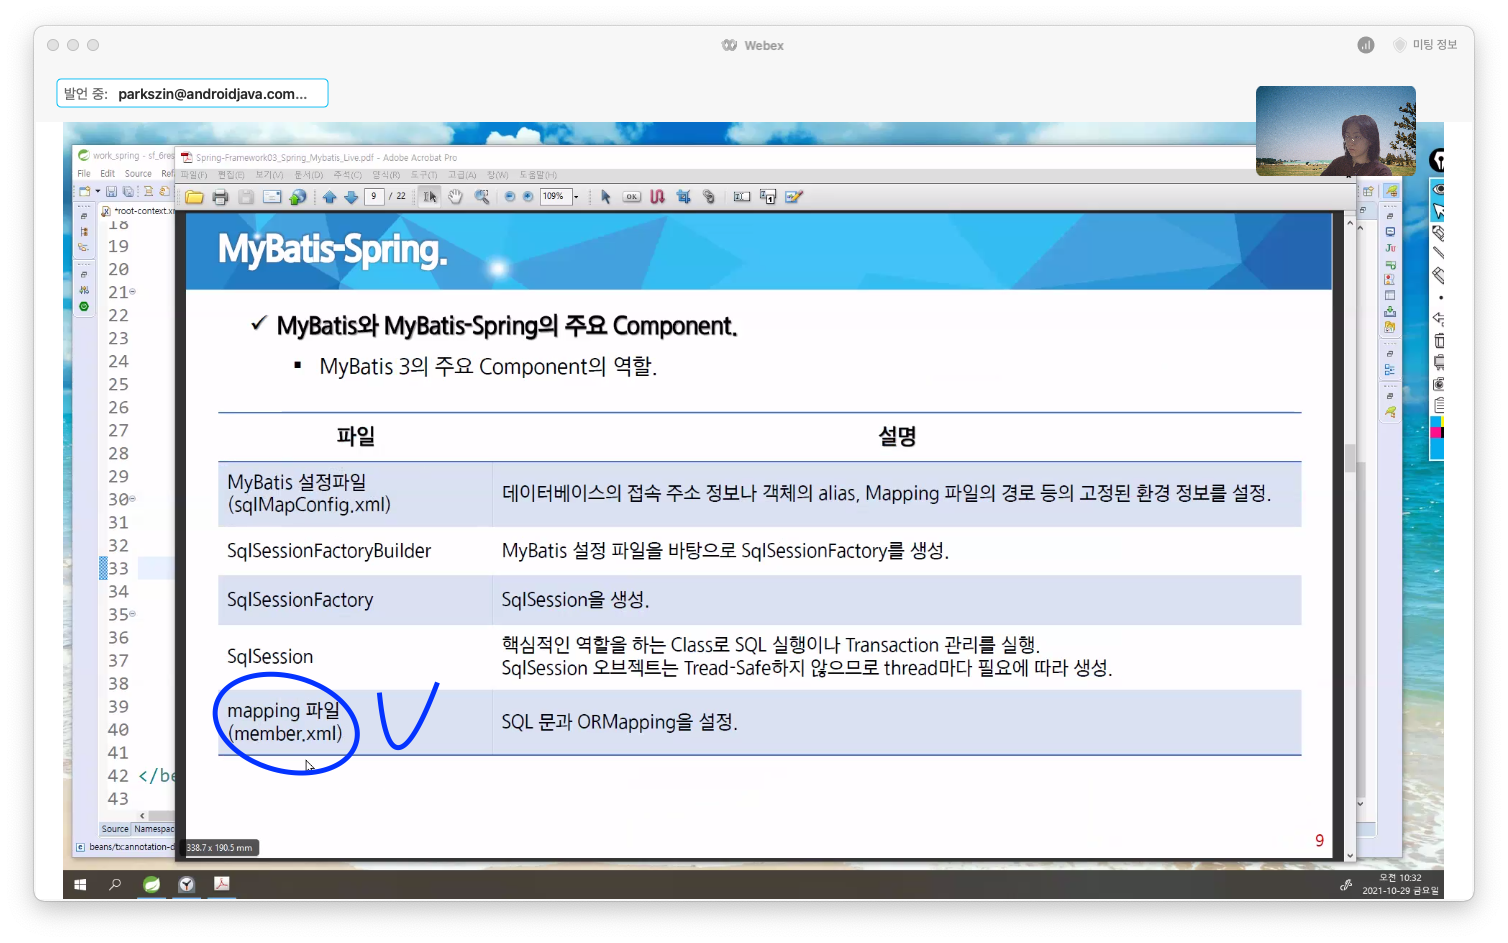 Webex
미팅 정보
발언 중: parkszin@androidjava.com...
work_spring - sf_6res
Spring-Framework03_Spring_Mybatis_Live.pdf - Adobe Acrobat Pro
File Edit Source Ref
파일(F) 편집(E) 보기(V) 문서(D) 주석(C) 양식(R) 도구(T) 고급(A) 창(W) 도움말(H)
9 / 22
OK
109%
*root-context.xm
18
19
20
21
22
23
24
25
26
27
28
29
30
31
32
33
34
35
36
37
38
39
40
41
42 </be
43
Source Namespac
beans/bcannotation-d
MyBatis-Spring.
✓ MyBatis와 MyBatis-Spring의 주요 Component.
▪ MyBatis 3의 주요 Component의 역할.
파일 설명
MyBatis 설정파일
(sqlMapConfig.xml)
데이터베이스의 접속 주소 정보나 객체의 alias, Mapping 파일의 경로 등의 고정된 환경 정보를 설정.
SqlSessionFactoryBuilder
MyBatis 설정 파일을 바탕으로 SqlSessionFactory를 생성.
SqlSessionFactory
SqlSession을 생성.
SqlSession
핵심적인 역할을 하는 Class로 SQL 실행이나 Transaction 관리를 실행.
SqlSession 오브젝트는 Tread-Safe하지 않으므로 thread마다 필요에 따라 생성.
mapping 파일
(member.xml)
SQL 문과 ORMapping을 설정.
9
338.7 x 190.5 mm
Ju
오전 10:32
2021-10-29 금요일